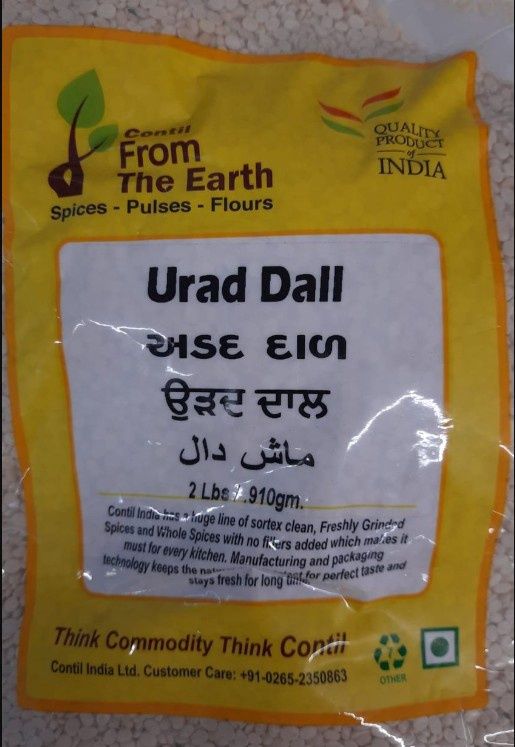 Contil
From
The Earth
Spices - Pulses - Flours
QUALITY
PRODUCT
of
INDIA
Urad Dall
અડદ દાળ
ਉੜਦ ਦਾਲ
ماش دال
2 Lbs .910gm.
Contil India has a huge line of sortex clean, Freshly Grinded
Spices and Whole Spices with no fillers added which makes it
must for every kitchen. Manufacturing and packaging
technology keeps the for perfect taste and
stays fresh for long
Think Commodity Think Contil
Contil India Ltd. Customer Care: +91-0265-2350863
7
OTHER